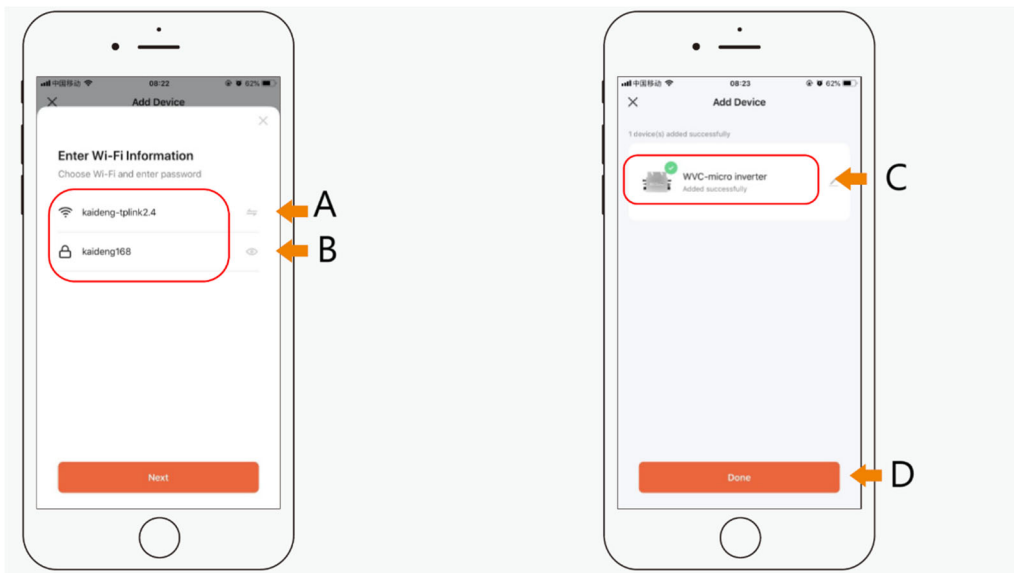 中国移动 08:22 62%
Add Device
Enter Wi-Fi Information
Choose Wi-Fi and enter password
kaideng-tplink2.4
A
kaideng168
B
Next
中国移动 08:23 62%
Add Device
1 device(s) added successfully
WVC-micro inverter
Added successfully
C
Done
D